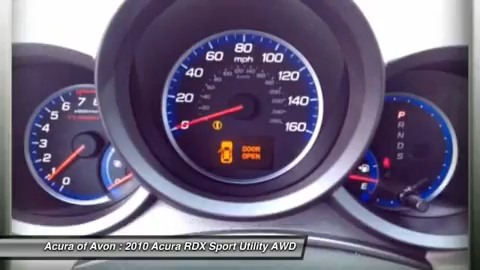 80
60 100
mph
40 120
20 140
0 160
DOOR
OPEN
7
6
5
4
3
2
1
0
E
P
R
N
D
S
Acura of Avon : 2010 Acura RDX Sport Utility AWD